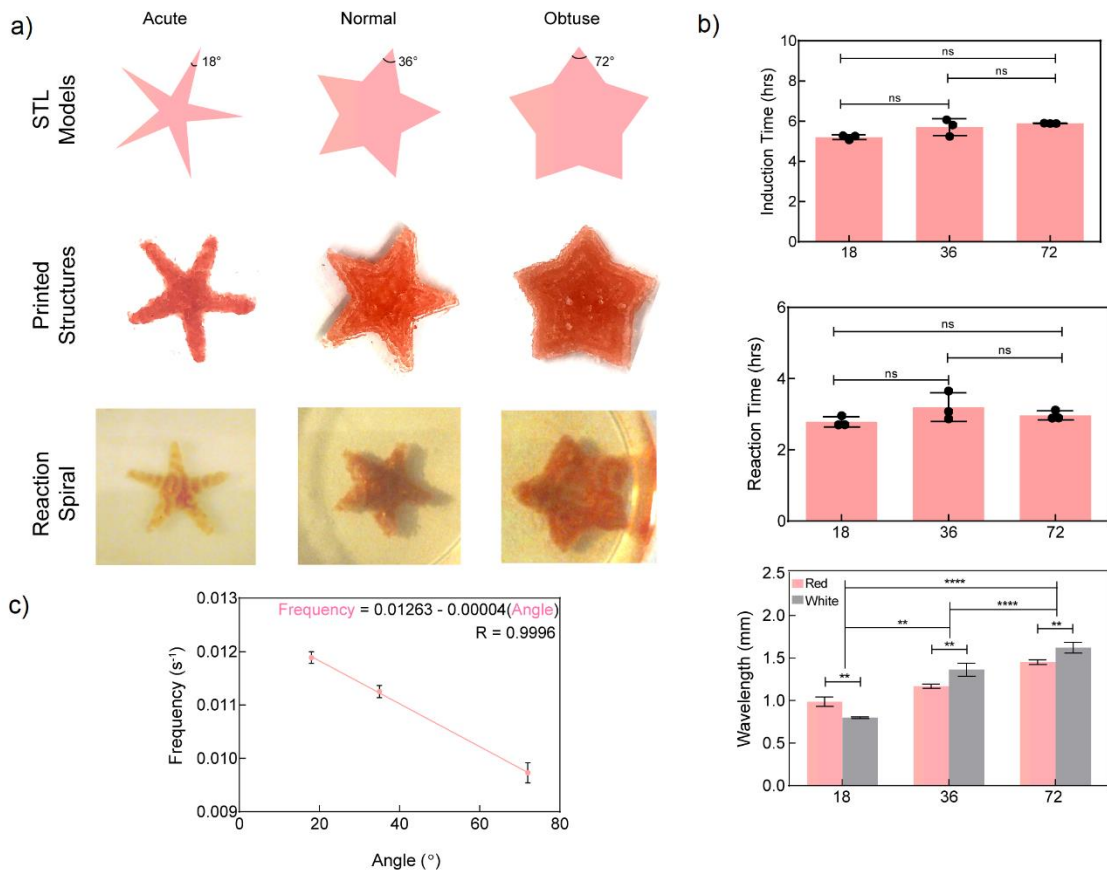 a)
Acute
Normal
Obtuse
STL
Models
18°
36°
72°
Printed
Structures
Reaction
Spiral
b)
Induction Time (hrs)
10
8
6
4
2
0
ns
ns
ns
18
36
72
Reaction Time (hrs)
6
4
2
0
ns
ns
ns
18
36
72
Wavelength (mm)
2.5
2.0
1.5
1.0
0.5
0.0
Red
White
****
****
**
**
**
**
18
36
72
c)
Frequency (s⁻¹)
0.013
0.012
0.011
0.010
0.009
Frequency = 0.01263 - 0.00004(Angle)
R = 0.9996
0
20
40
60
80
Angle (°)